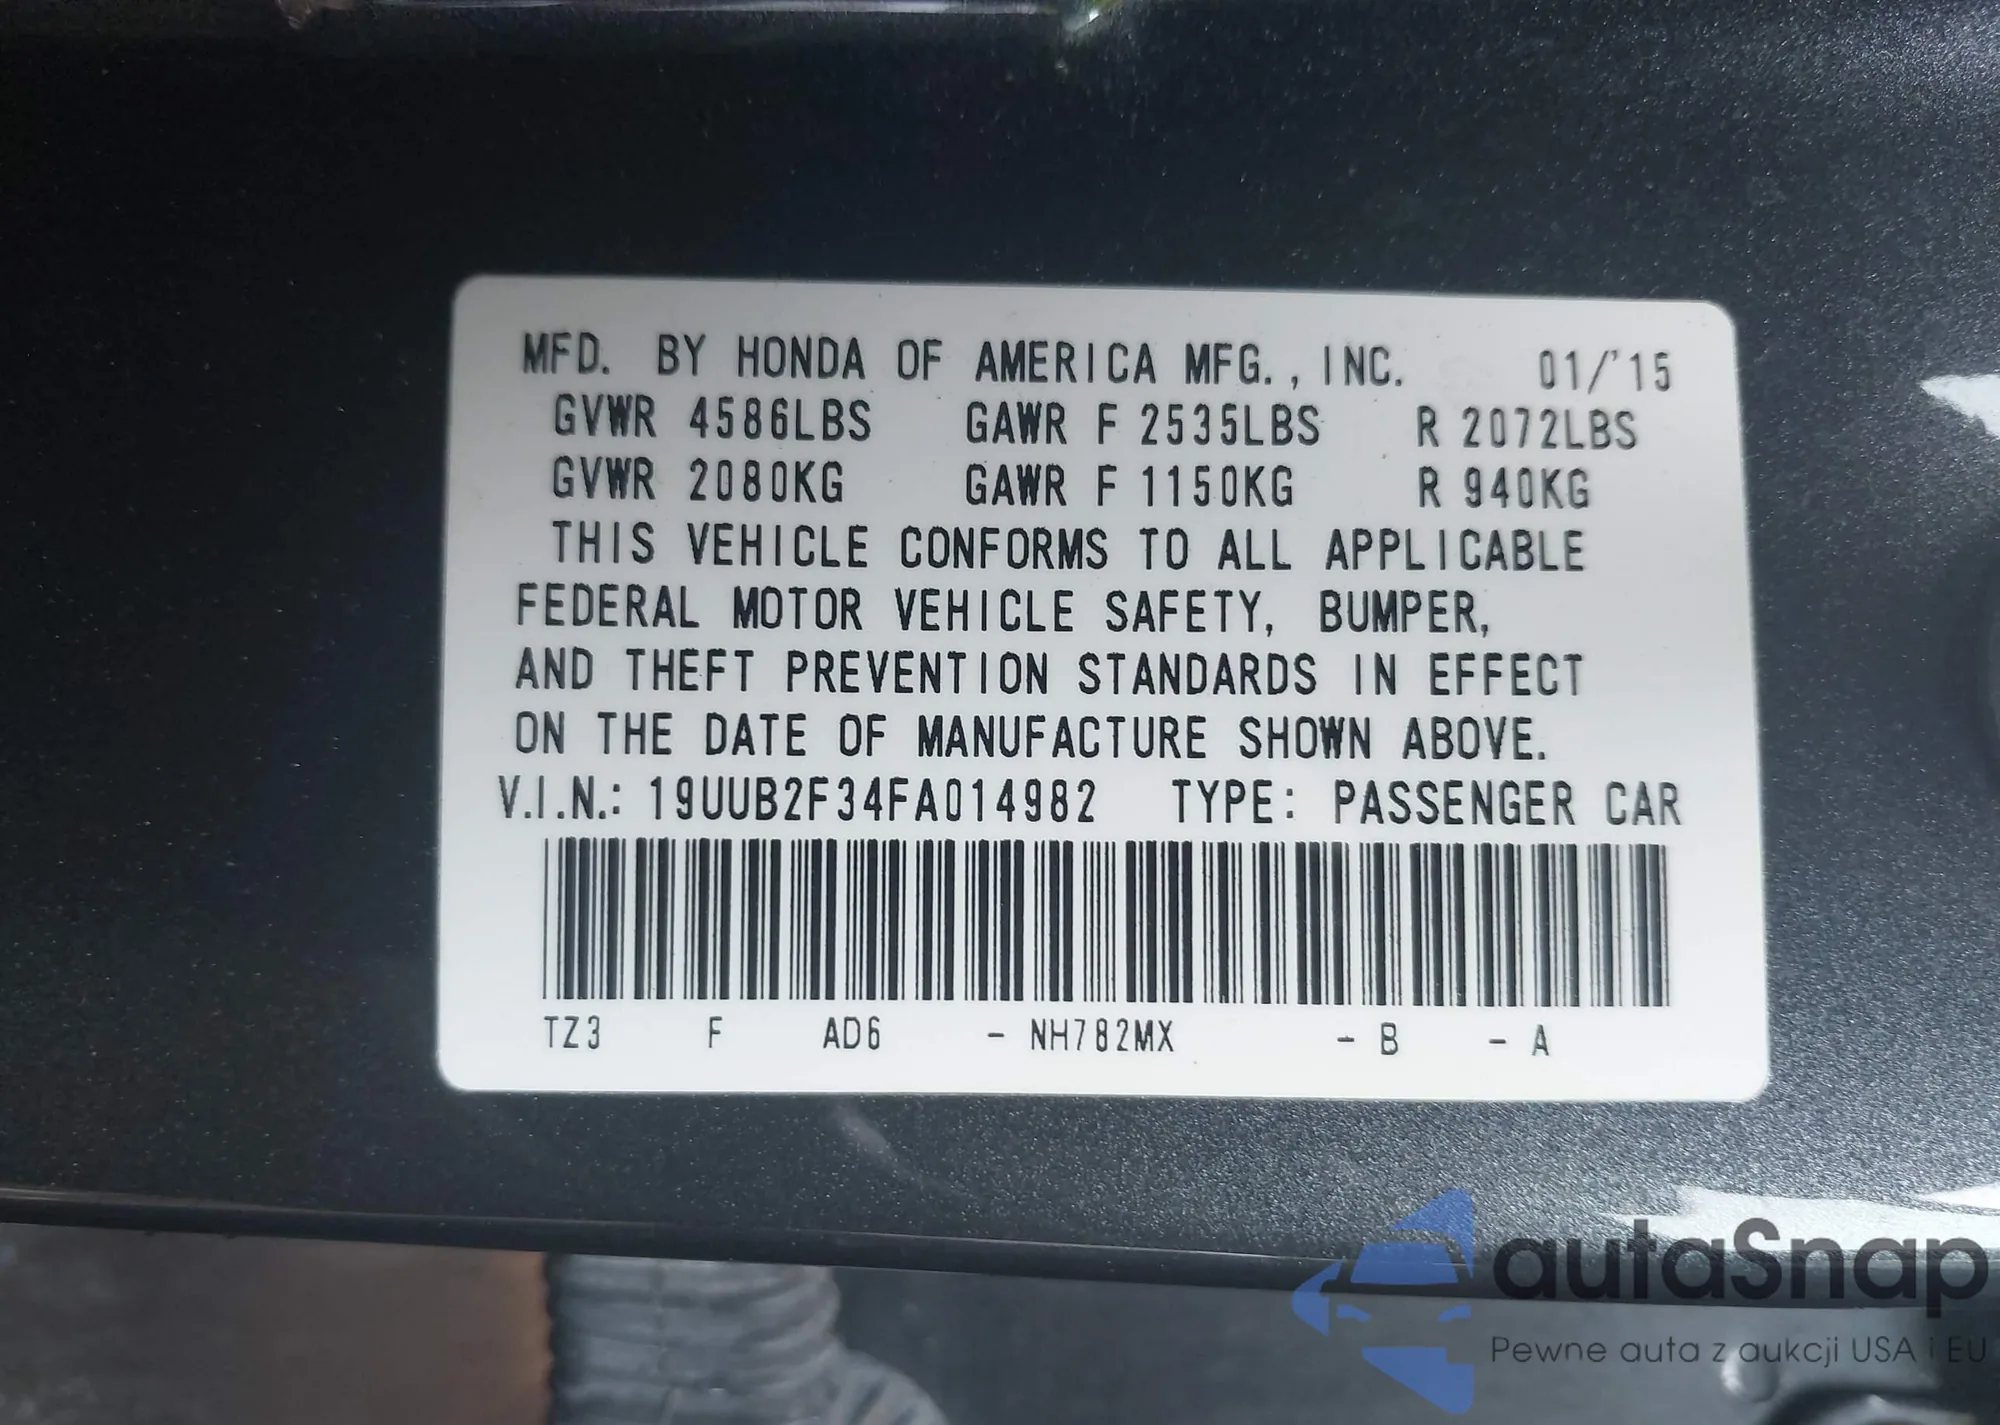 MFD. BY HONDA OF AMERICA MFG., INC. 01/'15
GVWR 4586LBS GAWR F 2535LBS R 2072LBS
GVWR 2080KG GAWR F 1150KG R 940KG
THIS VEHICLE CONFORMS TO ALL APPLICABLE
FEDERAL MOTOR VEHICLE SAFETY, BUMPER,
AND THEFT PREVENTION STANDARDS IN EFFECT
ON THE DATE OF MANUFACTURE SHOWN ABOVE.
V.I.N.: 19UUB2F34FA014982 TYPE: PASSENGER CAR
TZ3 F AD6 - NH782MX - B - A
autaSnap
Pewne auta z aukcji USA i EU